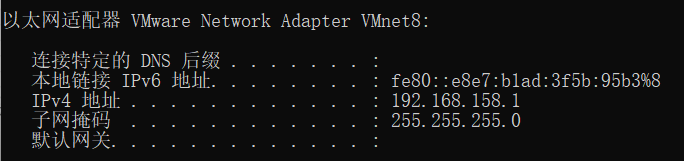 以太网适配器 VMware Network Adapter VMnet8:
连接特定的 DNS 后缀 . . . . . . . :
本地链接 IPv6 地址. . . . . . . . : fe80::e8e7:b1ad:3f5b:95b3%8
IPv4 地址 . . . . . . . . . . . . : 192.168.158.1
子网掩码 . . . . . . . . . . . . : 255.255.255.0
默认网关. . . . . . . . . . . . . :